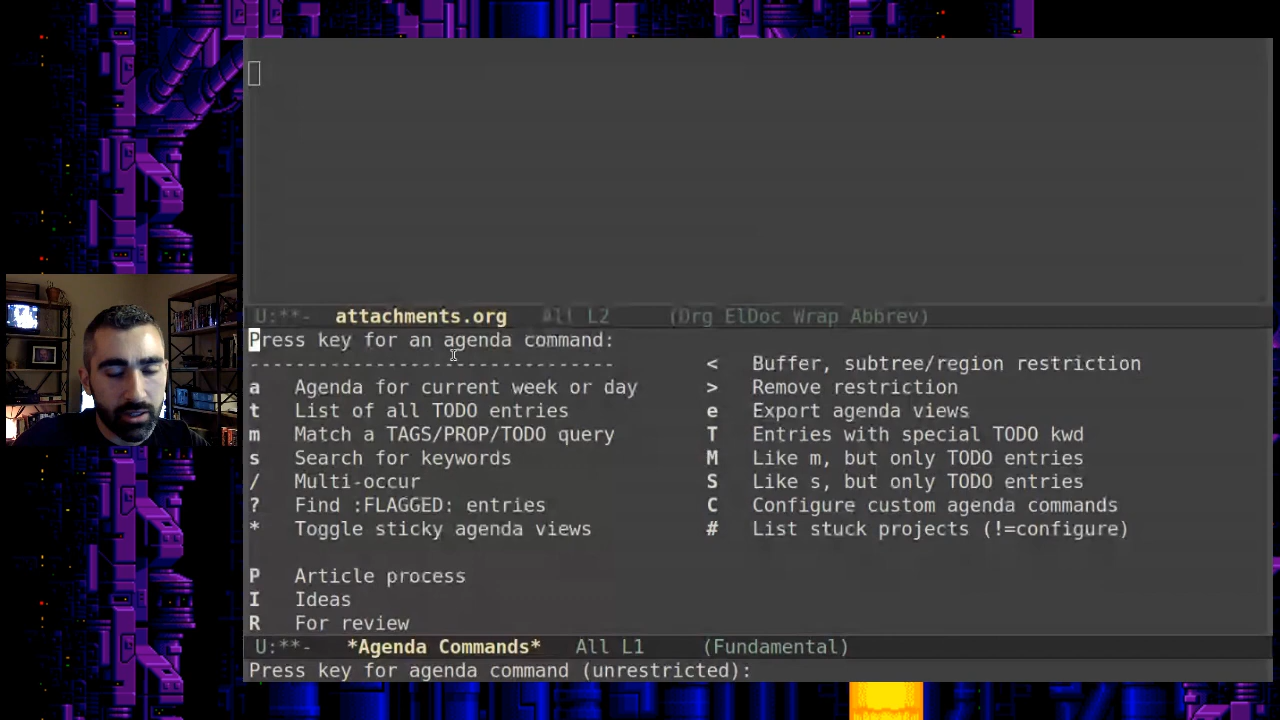 U:**-  attachments.org  All L2  (Org ElDoc Wrap Abbrev)
Press key for an agenda command:
-------------------------------- < Buffer, subtree/region restriction
a Agenda for current week or day > Remove restriction
t List of all TODO entries e Export agenda views
m Match a TAGS/PROP/TODO query T Entries with special TODO kwd
s Search for keywords M Like m, but only TODO entries
/ Multi-occur S Like s, but only TODO entries
? Find :FLAGGED: entries C Configure custom agenda commands
* Toggle sticky agenda views # List stuck projects (!=configure)
P Article process
I Ideas
R For review
U:**-  *Agenda Commands*  All L1  (Fundamental)
Press key for agenda command (unrestricted):